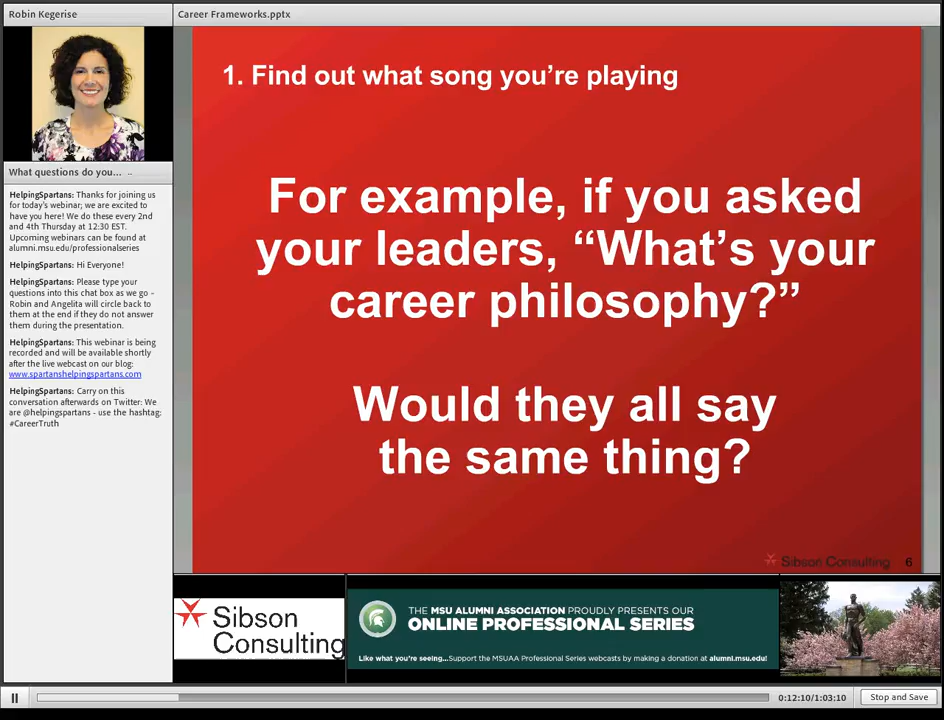 Robin Kegerise
Career Frameworks.pptx
What questions do you... ..
HelpingSpartans: Thanks for joining us
for today's webinar; we are excited to
have you here! We do these every 2nd
and 4th Thursday at 12:30 EST.
Upcoming webinars can be found at
alumni.msu.edu/professionalseries
HelpingSpartans: Hi Everyone!
HelpingSpartans: Please type your
questions into this chat box as we go -
Robin and Angelita will circle back to
them at the end if they do not answer
them during the presentation.
HelpingSpartans: This webinar is being
recorded and will be available shortly
after the live webcast on our blog:
www.spartanshelpingspartans.com
HelpingSpartans: Carry on this
conversation afterwards on Twitter: We
are @helpingspartans - use the hashtag:
#CareerTruth
1. Find out what song you’re playing
For example, if you asked
your leaders, “What’s your
career philosophy?”
Would they all say
the same thing?
Sibson Consulting 6
Sibson
Consulting
THE MSU ALUMNI ASSOCIATION PROUDLY PRESENTS OUR
ONLINE PROFESSIONAL SERIES
Like what you're seeing...Support the MSUAA Professional Series webcasts by making a donation at alumni.msu.edu!
0:12:10/1:03:10
Stop and Save